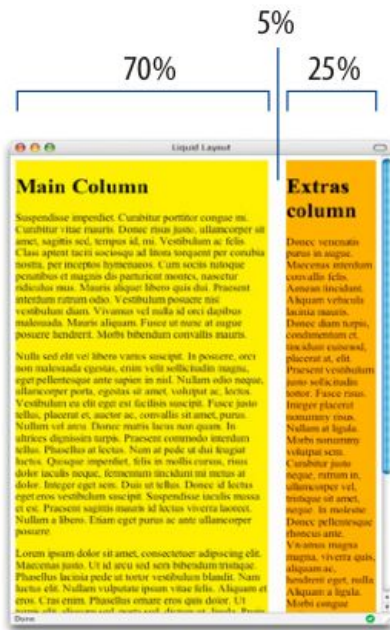 5%
70%
25%
Liquid Layout
Main Column
Suspendisse imperdiet. Curabitur porttitor congue mi.
Curabitur vitae mauris. Donec risus justo, ullamcorper sit
amet, sagittis sed, tempus id, mi. Vestibulum ac felis.
Class aptent taciti sociosqu ad litora torquent per conubia
nostra, per inceptos hymenaeos. Cum sociis natoque
penatibus et magnis dis parturient montes, nascetur
ridiculus mus. Mauris aliquet libero quis dui. Praesent
interdum rutrum odio. Vestibulum posuere nisl
vestibulum diam. Vivamus vel nulla id orci dapibus
malesuada. Mauris aliquam. Fusce ut nunc at augue
posuere hendrerit. Morbi bibendum convallis mauris.
Nulla sed elit vel libero varius suscipit. In posuere, orci
non malesuada egestas, enim velit sollicitudin magna,
eget pellentesque ante sapien in nisl. Nullam odio neque,
ullamcorper porta, egestas sit amet, volutpat ac, lectus.
Vestibulum eu elit eget est facilisis suscipit. Fusce justo
tellus, placerat et, auctor ac, convallis sit amet, purus.
Nullam vel arcu. Donec mattis lacus non quam. In
ultrices dignissim turpis. Praesent commodo interdum
tellus. Phasellus at lectus. Nam at pede ut dui feugiat
luctus. Quisque imperdiet, felis in mollis cursus, risus
dolor iaculis neque, fermentum tincidunt mi metus at
dolor. Integer eget sem. Duis ut tellus. Donec id lectus
eget eros vestibulum suscipit. Suspendisse iaculis massa
et est. Praesent sagittis mauris id lectus viverra laoreet.
Nullam a libero. Etiam eget purus ac ante ullamcorper
posuere.
Lorem ipsum dolor sit amet, consectetuer adipiscing elit.
Maecenas justo. Ut id arcu sed sem bibendum tristique.
Phasellus lacinia pede ut tortor vestibulum blandit. Nam
luctus elit. Nullam vulputate ipsum vitae felis. Aliquam et
eros. Cras enim. Phasellus ornare eros quis dolor. Ut
Extras
column
Donec venenatis
purus in augue.
Maecenas interdum
convallis felis.
Aenean tincidunt.
Aliquam vehicula
lacinia mauris.
Donec diam turpis,
condimentum et,
tincidunt euismod,
placerat ut, elit.
Praesent vestibulum
justo sollicitudin
tortor. Fusce risus.
Integer placerat
nonummy risus.
Nullam at ligula.
Morbi nonummy
volutpat sem.
Curabitur justo
neque, rutrum in,
ullamcorper vel,
tristique sit amet,
neque. In molestie.
Donec pellentesque
rhoncus ante.
Vivamus magna
magna, viverra quis,
aliquam ac,
hendrerit eget, nulla.
Aliquam a ligula.
Morbi congue
Done